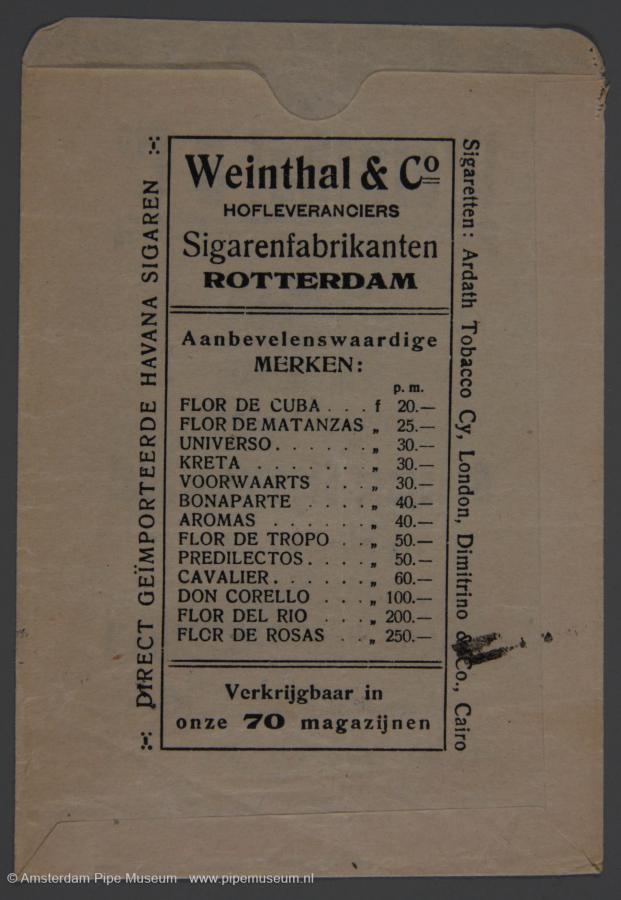 Weinthal & Cº
HOFLEVERANCIERS
Sigarenfabrikanten
ROTTERDAM
Aanbevelenswaardige
MERKEN:
p. m.
FLOR DE CUBA . . . f 20.—
FLOR DE MATANZAS „ 25.—
UNIVERSO . . . . . . „ 30.—
KRETA . . . . . . . „ 30.—
VOORWAARTS . . . „ 30.—
BONAPARTE . . . . „ 40.—
AROMAS . . . . . . „ 40.—
FLOR DE TROPO . . „ 50.—
PREDILECTOS . . . . „ 50.—
CAVALIER . . . . . . „ 60.—
DON CORELLO . . . „ 100.—
FLOR DEL RIO . . . „ 200.—
FLOR DE ROSAS . . „ 250.—
Verkrijgbaar in
onze 70 magazijnen
DIRECT GEÏMPORTEERDE HAVANA SIGAREN
Sigaretten: Ardath Tobacco Cy, London, Dimitrino & Co., Cairo
© Amsterdam Pipe Museum www.pipemuseum.nl